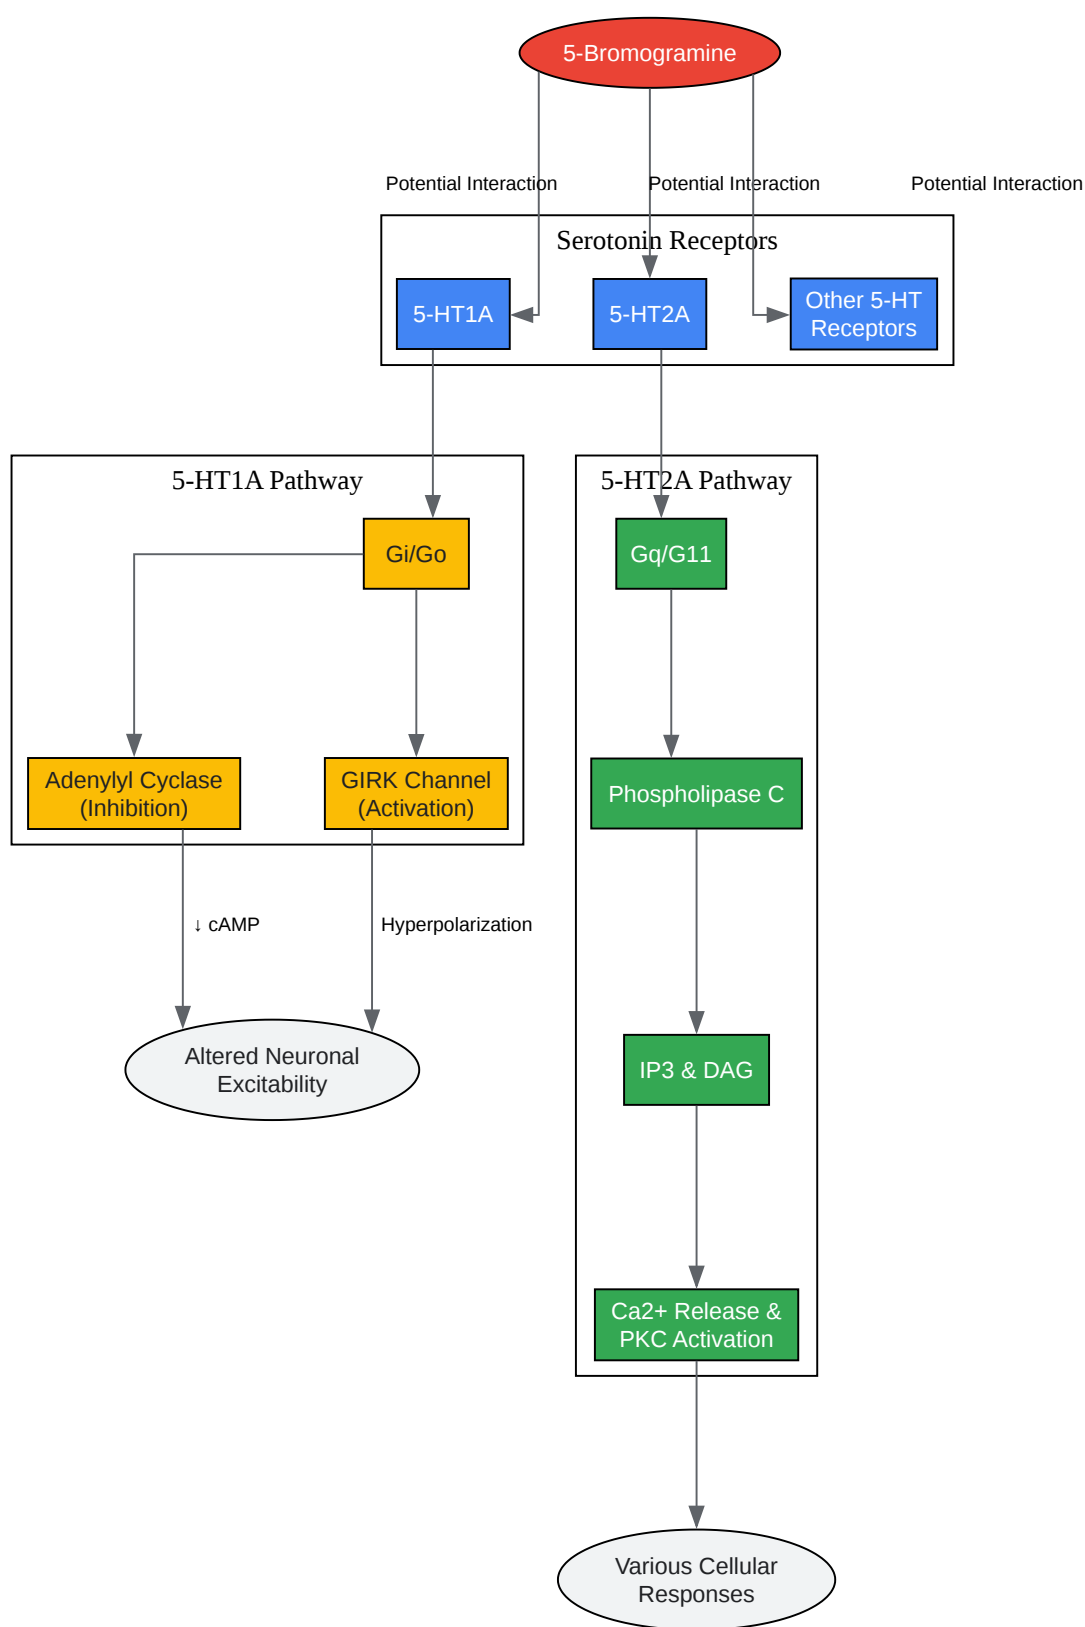 5-Bromogramine
Potential Interaction
Potential Interaction
Potential Interaction
Serotonin Receptors
5-HT1A
5-HT2A
Other 5-HT
Receptors
5-HT1A Pathway
5-HT2A Pathway
Gi/Go
Gq/G11
Adenylyl Cyclase
(Inhibition)
GIRK Channel
(Activation)
Phospholipase C
↓ cAMP
Hyperpolarization
Altered Neuronal
Excitability
IP3 & DAG
Ca2+ Release &
PKC Activation
Various Cellular
Responses